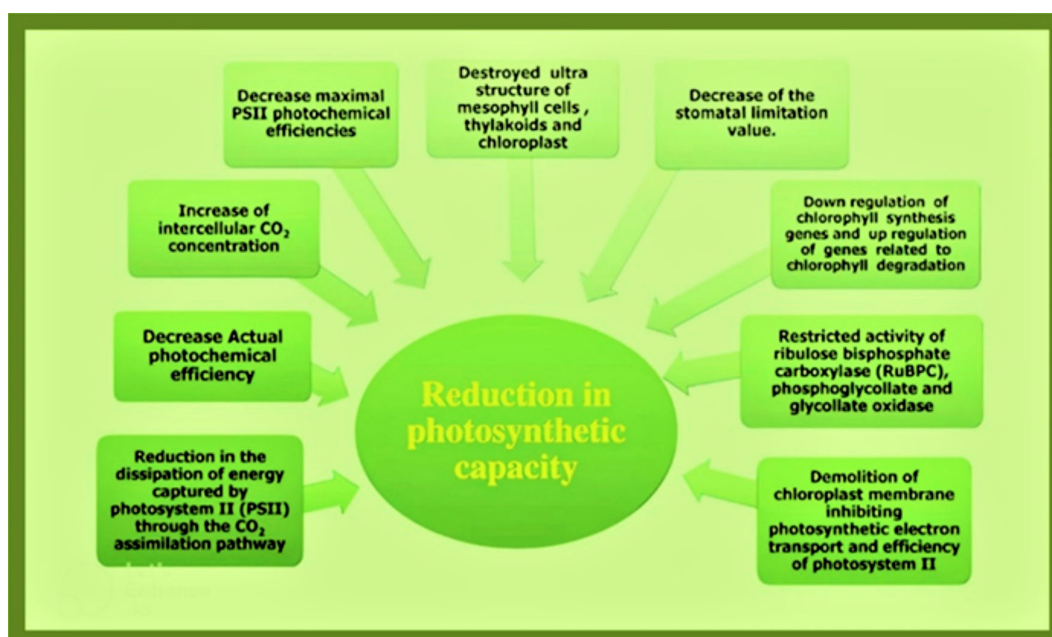 Decrease maximal
PSII photochemical
efficiencies
Destroyed ultra
structure of
mesophyll cells ,
thylakoids and
chloroplast
Decrease of the
stomatal limitation
value.
Increase of
intercellular CO₂
concentration
Down regulation of
chlorophyll synthesis
genes and up regulation
of genes related to
chlorophyll degradation
Decrease Actual
photochemical
efficiency
Restricted activity of
ribulose bisphosphate
carboxylase (RuBPC),
phosphoglycollate and
glycollate oxidase
Reduction in
photosynthetic
capacity
Reduction in the
dissipation of energy
captured by
photosystem II (PSII)
through the CO₂
assimilation pathway
Demolition of
chloroplast membrane
inhibiting
photosynthetic electron
transport and efficiency
of photosystem II